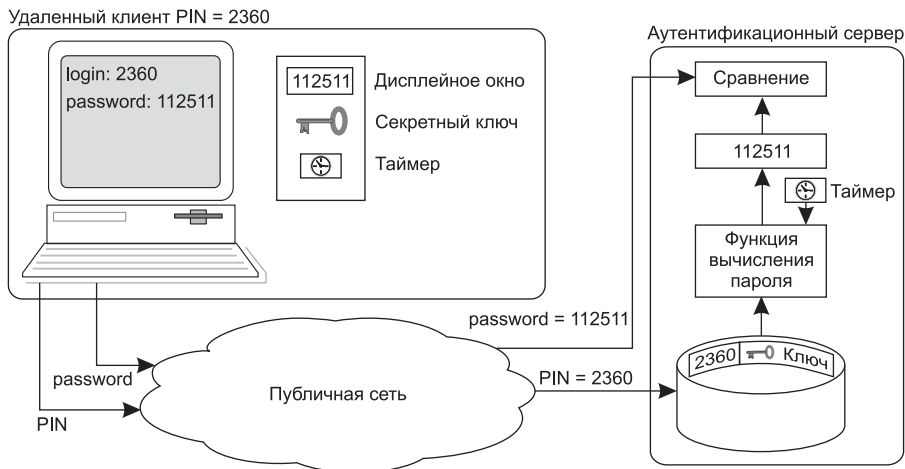 Удаленный клиент PIN = 2360
login: 2360
password: 112511
112511
Дисплейное окно
Секретный ключ
Таймер
password
PIN
Публичная сеть
password = 112511
PIN = 2360
Аутентификационный сервер
Сравнение
112511
Таймер
Функция
вычисления
пароля
2360
Ключ